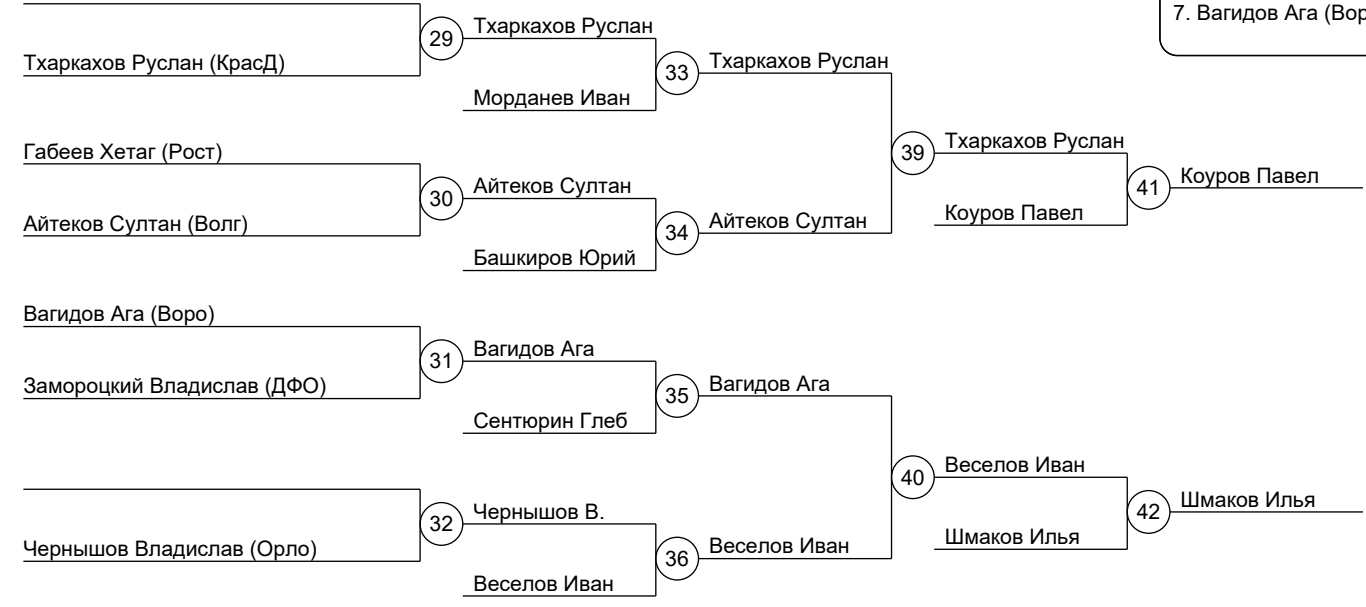 7. Вагидов Ага
29
Тхаркахов Руслан
Тхаркахов Руслан (КрасД)
33
Тхаркахов Руслан
Морданев Иван
39
Тхаркахов Руслан
Габеев Хетаг (Рост)
30
Айтеков Султан
41
Коуров Павел
Айтеков Султан (Волг)
34
Айтеков Султан
Коуров Павел
Башкиров Юрий
Вагидов Ага (Воро)
31
Вагидов Ага
Замороцкий Владислав (ДФО)
35
Вагидов Ага
Сентюрин Глеб
40
Веселов Иван
32
Чернышов В.
42
Шмаков Илья
Чернышов Владислав (Орло)
36
Веселов Иван
Шмаков Илья
Веселов Иван